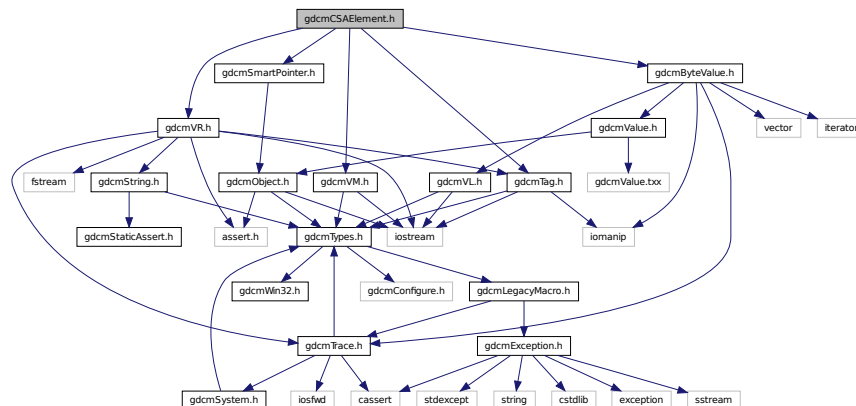 gdcmCSAElement.h
gdcmSmartPointer.h
gdcmByteValue.h
gdcmVR.h
gdcmValue.h
vector
iterator
fstream
gdcmString.h
gdcmObject.h
gdcmVM.h
gdcmVL.h
gdcmTag.h
gdcmValue.txx
gdcmStaticAssert.h
assert.h
gdcmTypes.h
iostream
iomanip
gdcmWin32.h
gdcmConfigure.h
gdcmLegacyMacro.h
gdcmTrace.h
gdcmException.h
gdcmSystem.h
iosfwd
cassert
stdexcept
string
cstdlib
exception
sstream